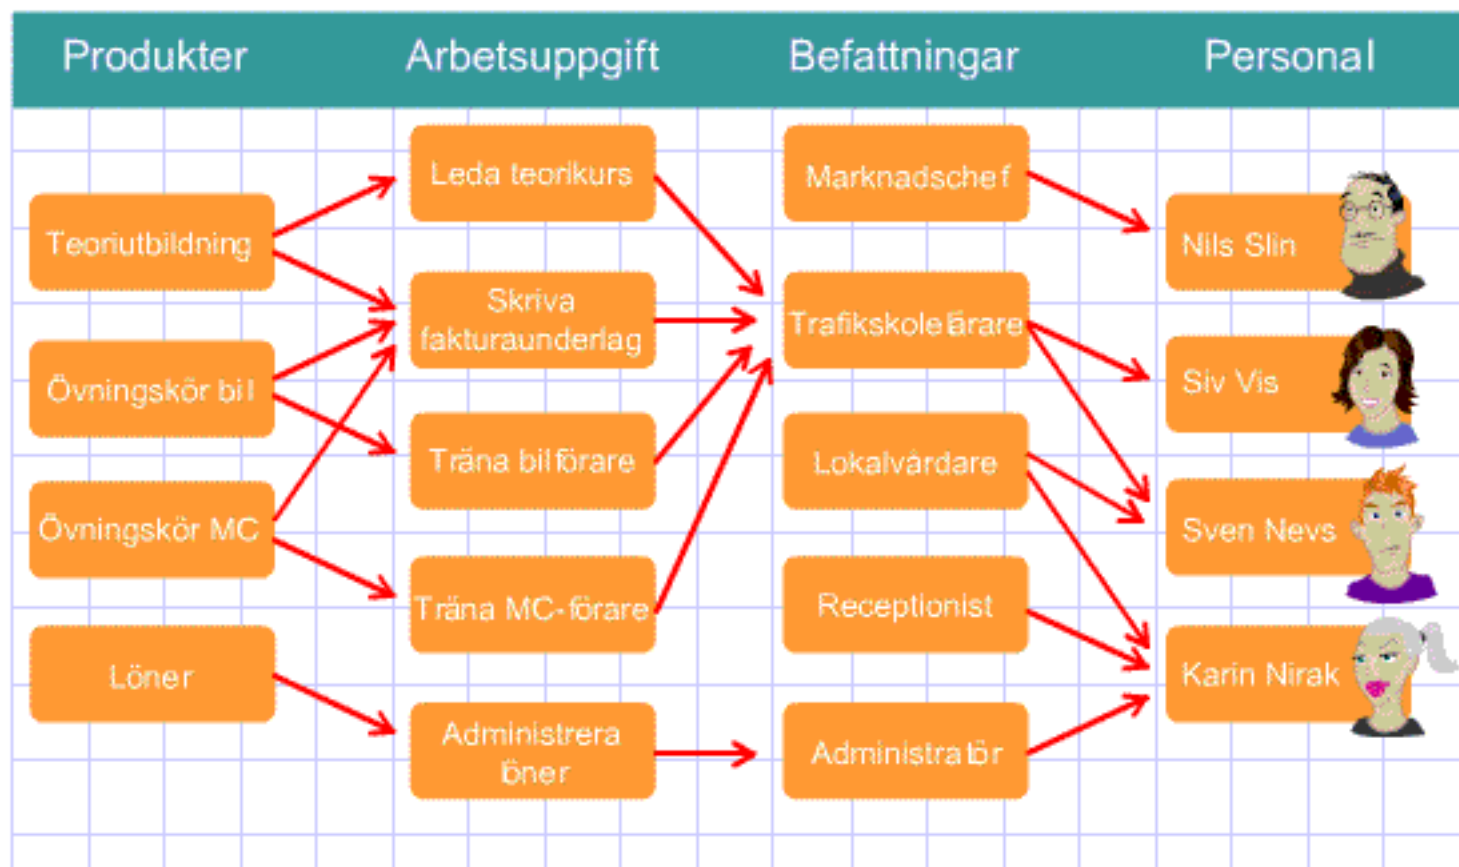 Produkter
Arbetsuppgift
Befattningar
Personal
Teoriutbildning
Övningskör bil
Övningskör MC
Löner
Leda teorikurs
Skriva
fakturaunderlag
Träna bilförare
Träna MC-förare
Administrera
löner
Marknadschef
Trafikskolelärare
Lokalvårdare
Receptionist
Administratör
Nils Slin
Siv Vis
Sven Nevs
Karin Nirak